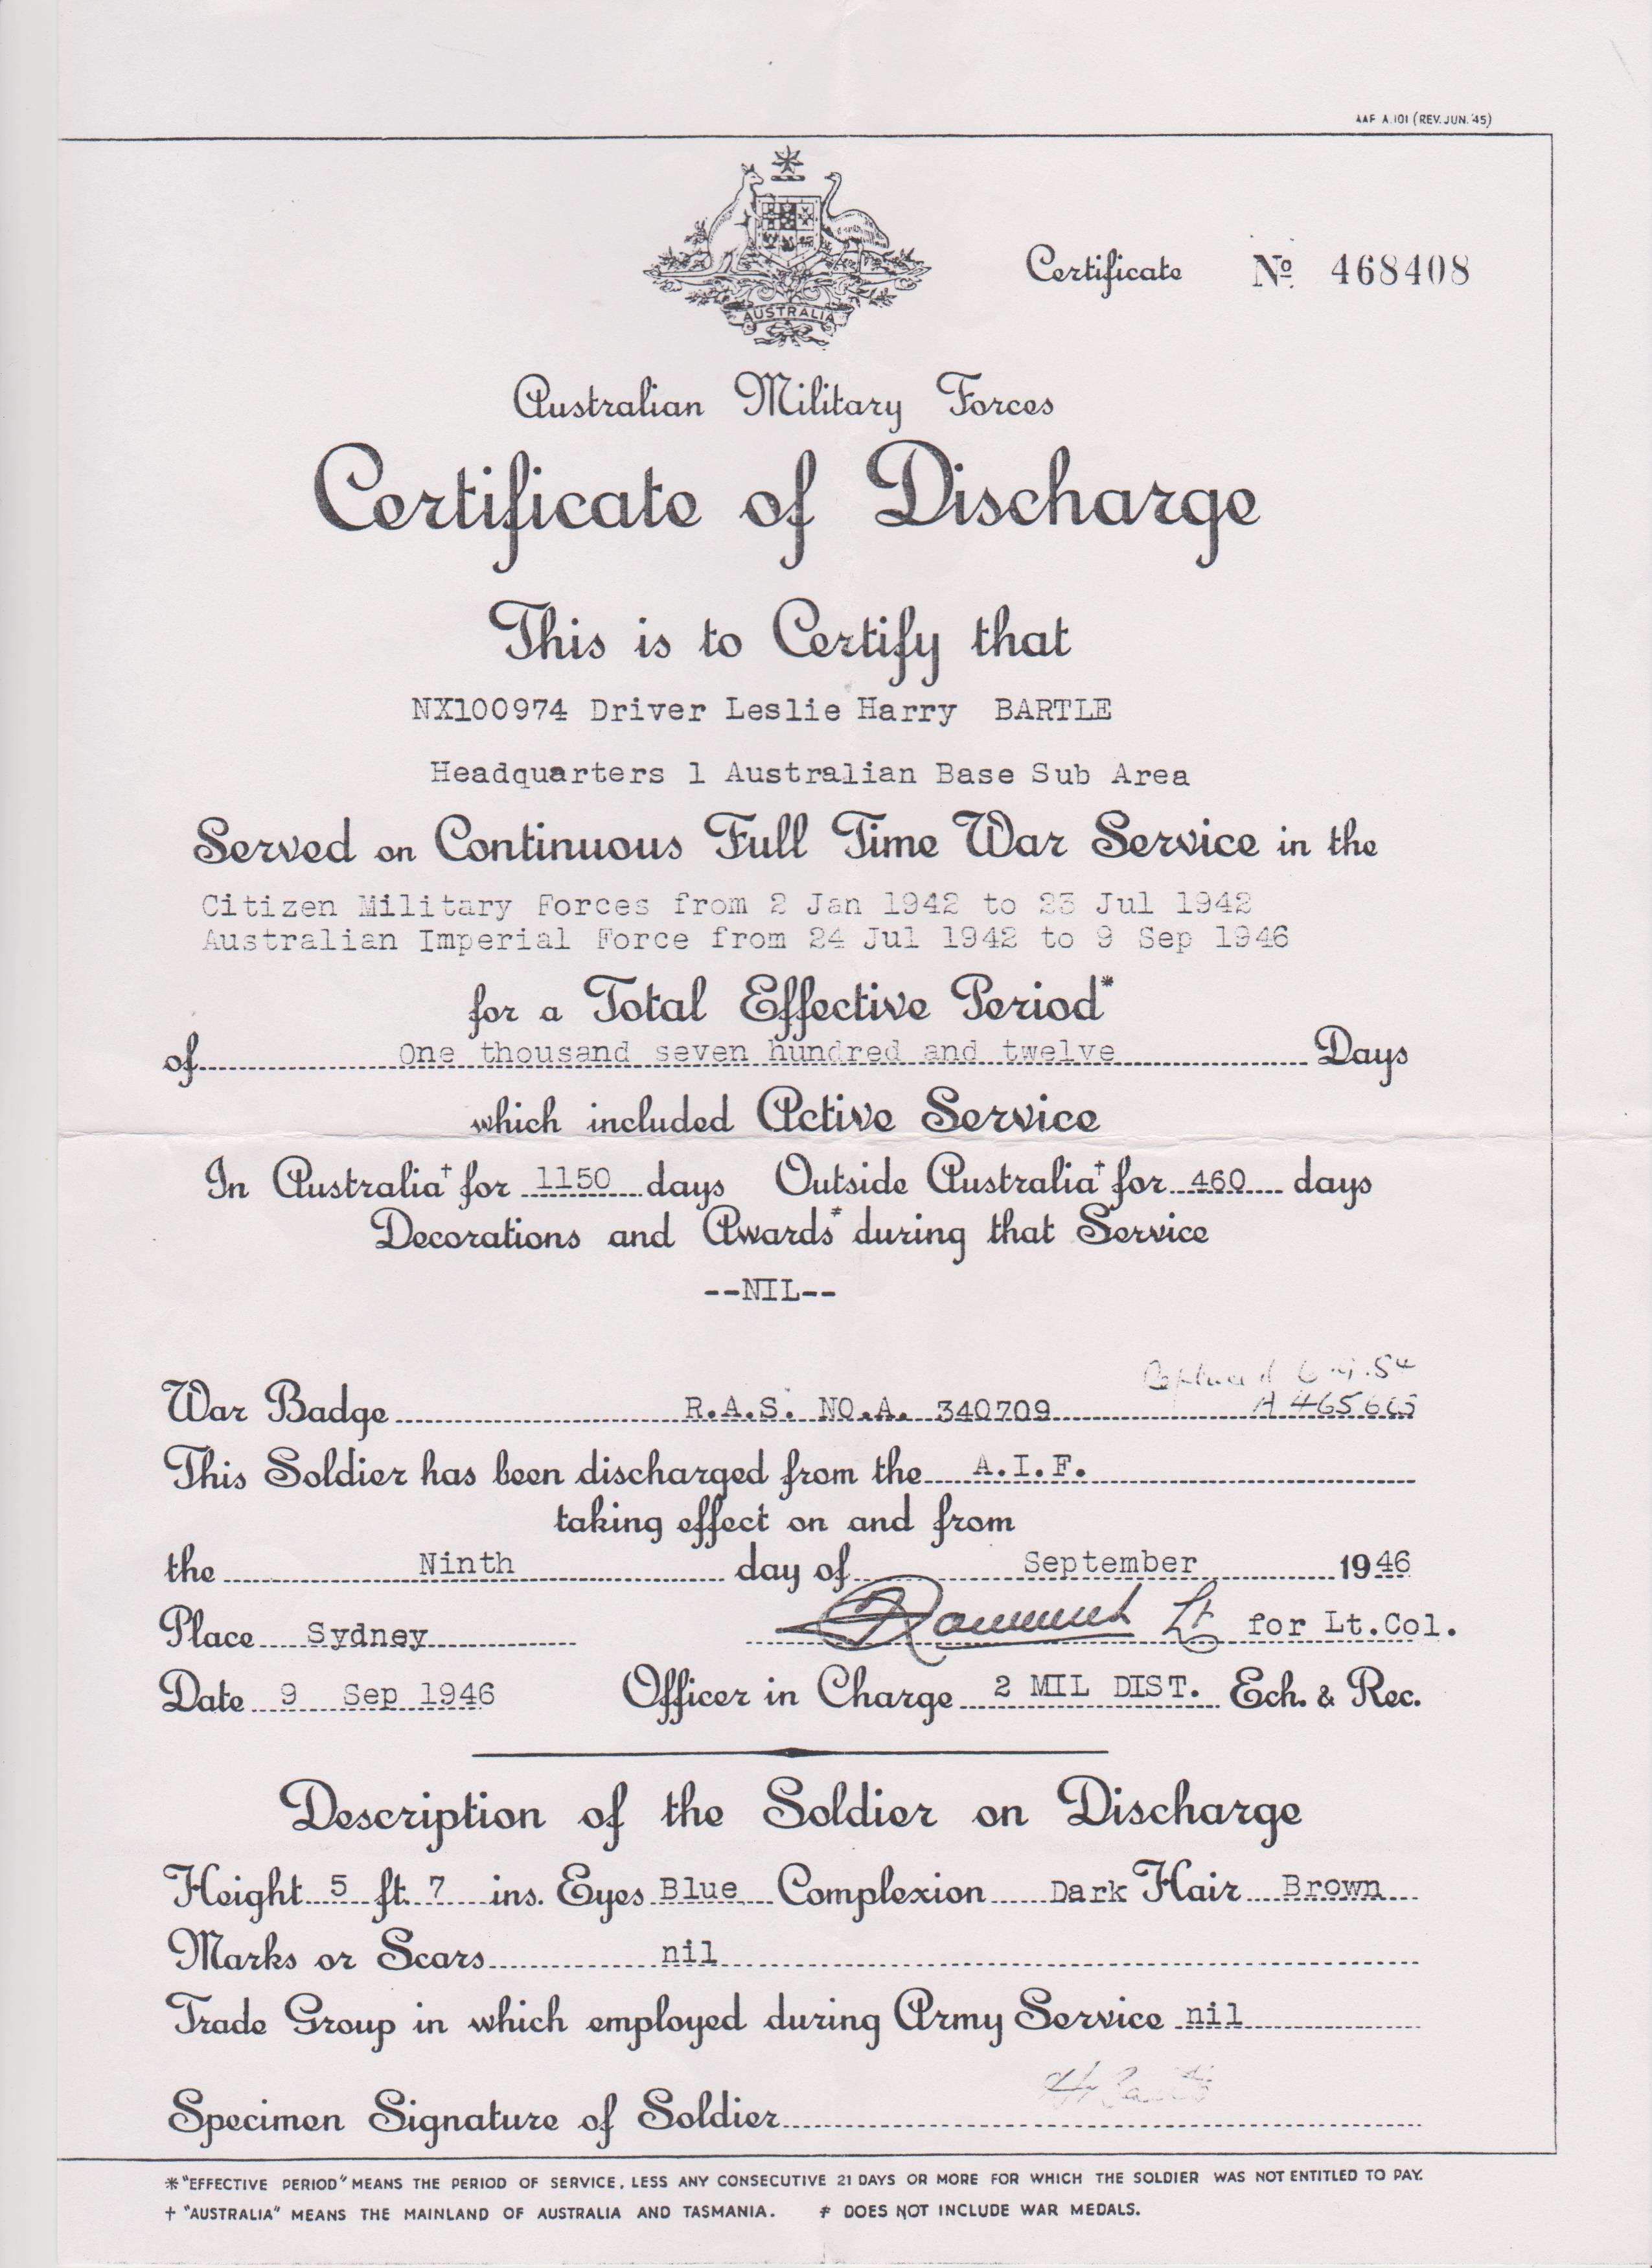 AAF A.101 (REV. JUN. '45)
AUSTRALIA
Certificate No 468408
Australian Military Forces
Certificate of Discharge
This is to Certify that
NX100974 Driver Leslie Harry BARTLE
Headquarters 1 Australian Base Sub Area
Served on Continuous Full Time War Service in the
Citizen Military Forces from 2 Jan 1942 to 23 Jul 1942
Australian Imperial Force from 24 Jul 1942 to 9 Sep 1946
for a Total Effective Period*
of One thousand seven hundred and twelve Days
which included Active Service
In Australia† for 1150 days Outside Australia† for 460 days
Decorations and Awards* during that Service
--NIL--
War Badge R.A.S. NO.A. 340709
This Soldier has been discharged from the A.I.F.
taking effect on and from
the Ninth day of September 1946
Place Sydney Lt for Lt.Col.
Date 9 Sep 1946 Officer in Charge 2 MIL DIST. Ech. & Rec.
Description of the Soldier on Discharge
Height 5 ft. 7 ins. Eyes Blue Complexion Dark Hair Brown
Marks or Scars nil
Trade Group in which employed during Army Service nil
Specimen Signature of Soldier
* "EFFECTIVE PERIOD" MEANS THE PERIOD OF SERVICE, LESS ANY CONSECUTIVE 21 DAYS OR MORE FOR WHICH THE SOLDIER WAS NOT ENTITLED TO PAY.
† "AUSTRALIA" MEANS THE MAINLAND OF AUSTRALIA AND TASMANIA. ≠ DOES NOT INCLUDE WAR MEDALS.